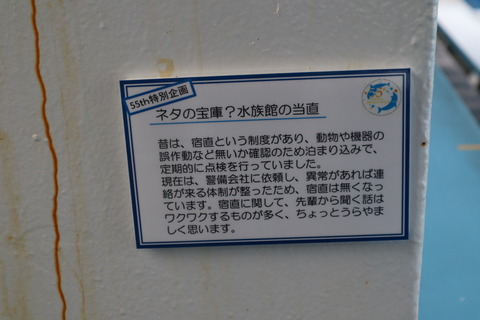 55th特別企画
ネタの宝庫?水族館の当直
昔は、宿直という制度があり、動物や機器の
誤作動など無いか確認のため泊まり込みで、
定期的に点検を行っていました。
現在は、警備会社に依頼し、異常があれば連
絡が来る体制が整ったため、宿直は無くなっ
ています。宿直に関して、先輩から聞く話は
ワクワクするものが多く、ちょっとうらやま
しく思います。